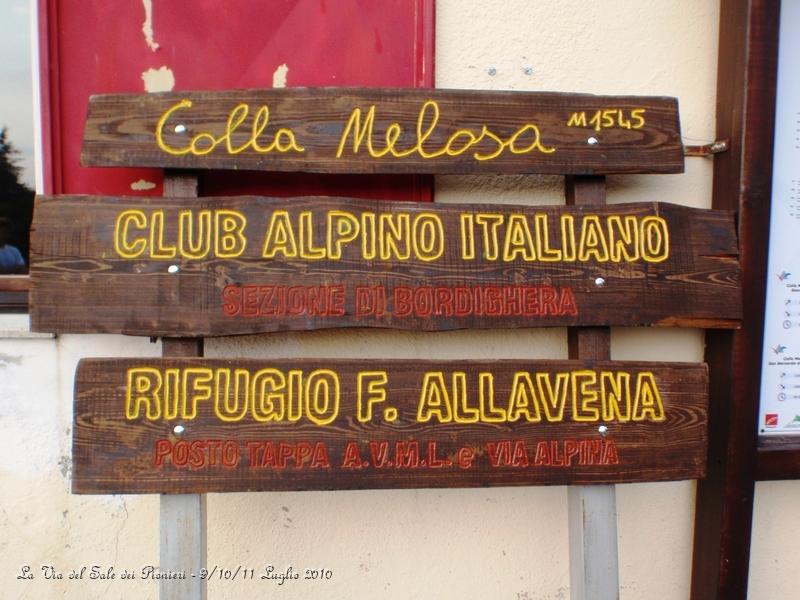 Colla Melosa M 1545
CLUB ALPINO ITALIANO
SEZIONE DI BORDIGHERA
RIFUGIO F. ALLAVENA
POSTO TAPPA A.V.M.L. e VIA ALPINA
La Via del Sale dei Pionieri - 9/10/11 Luglio 2010